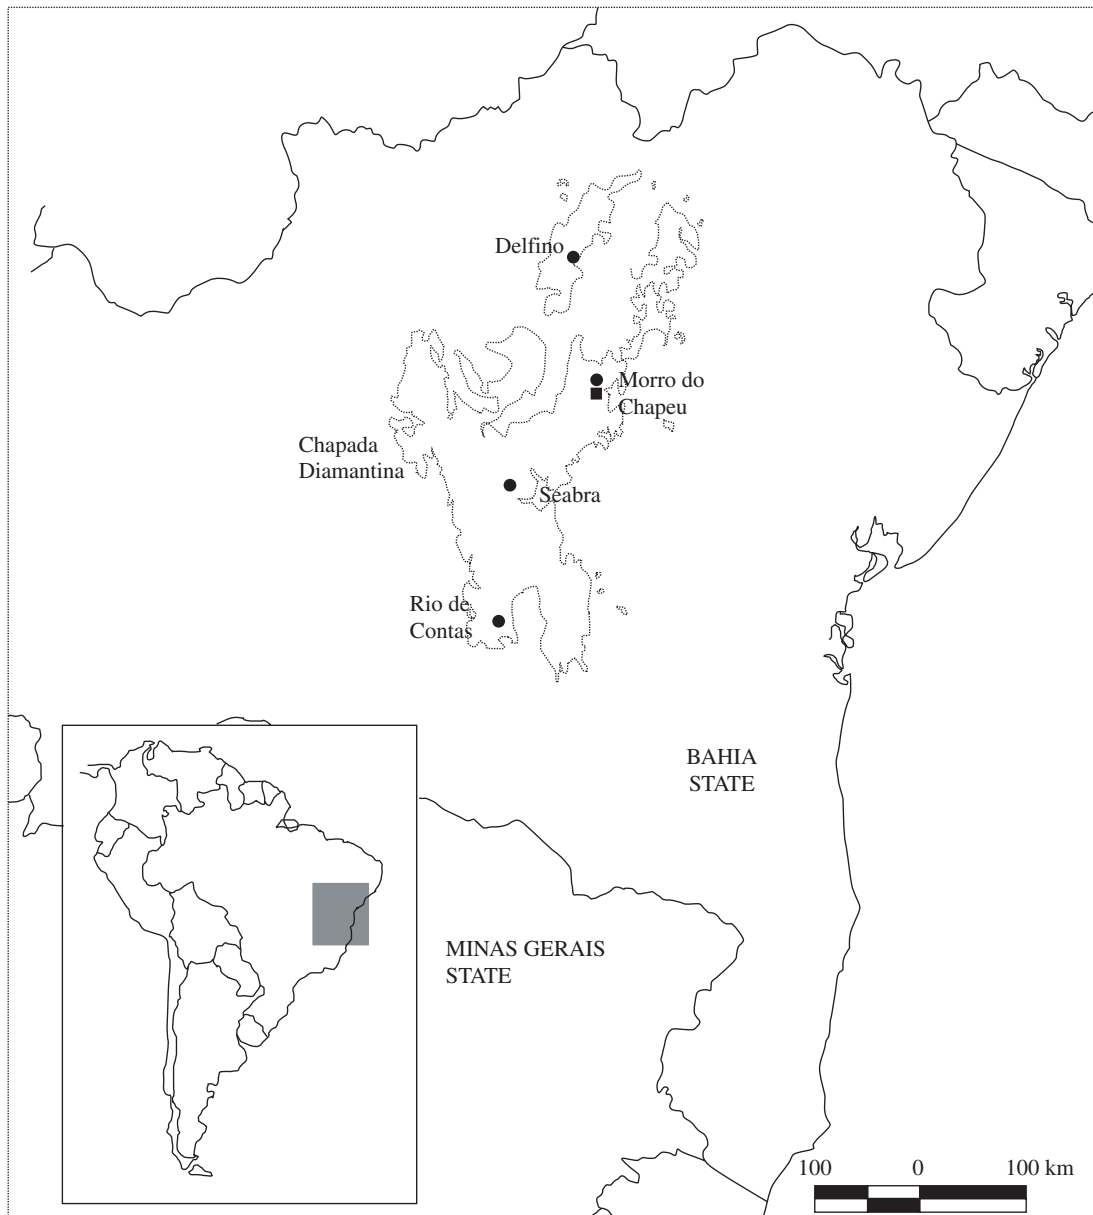 Delfino
Morro do
Chapeu
Chapada
Diamantina
Seabra
Rio de
Contas
BAHIA
STATE
MINAS GERAIS
STATE
100 0 100 km